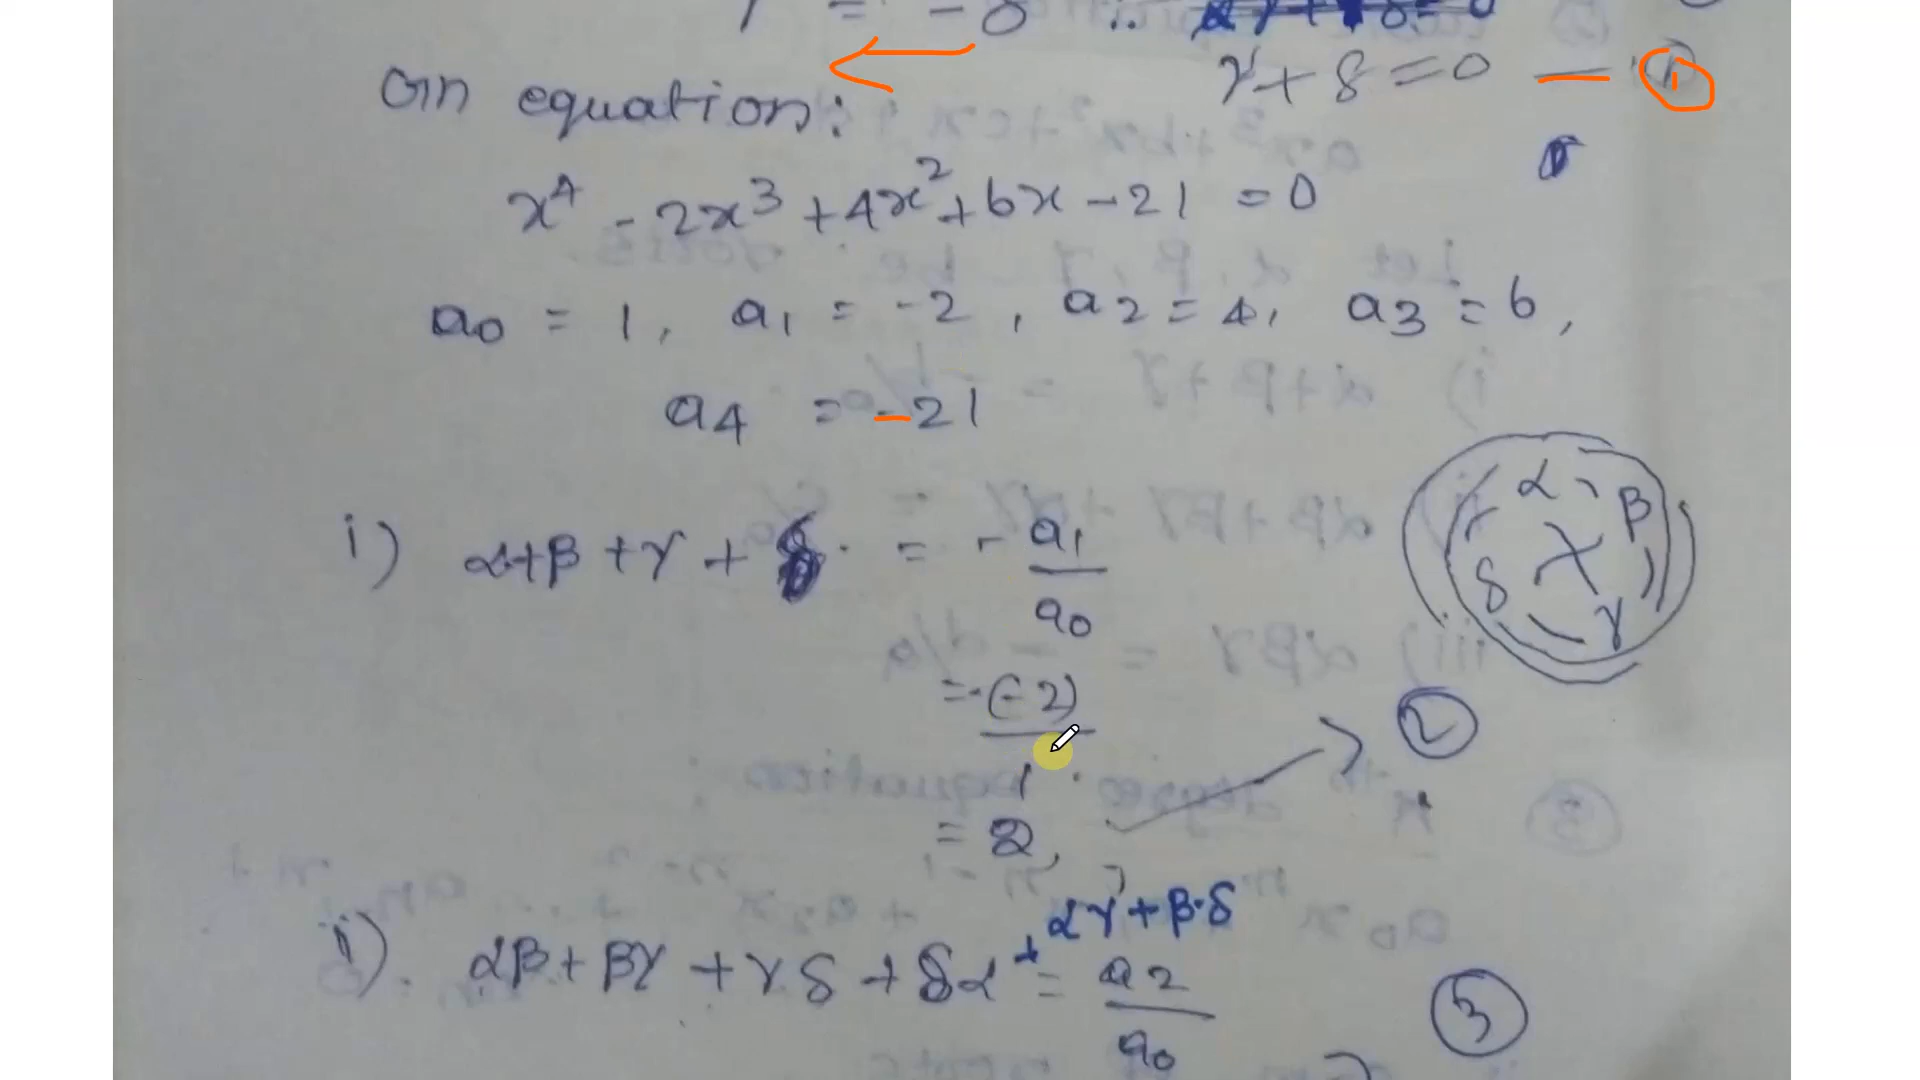 γ = -δ ∴
γ + δ = 0 — ①
Gn equation:
x⁴ - 2x³ + 4x² + 6x - 21 = 0
a₀ = 1, a₁ = -2, a₂ = 4, a₃ = 6,
a₄ = -21
i) α+β+γ+δ = - a₁/a₀
= -(-2)/1
= 2,
②
α β
δ γ
ii). αβ + βγ + γδ + δα + αγ + β·δ = a₂/a₀
③